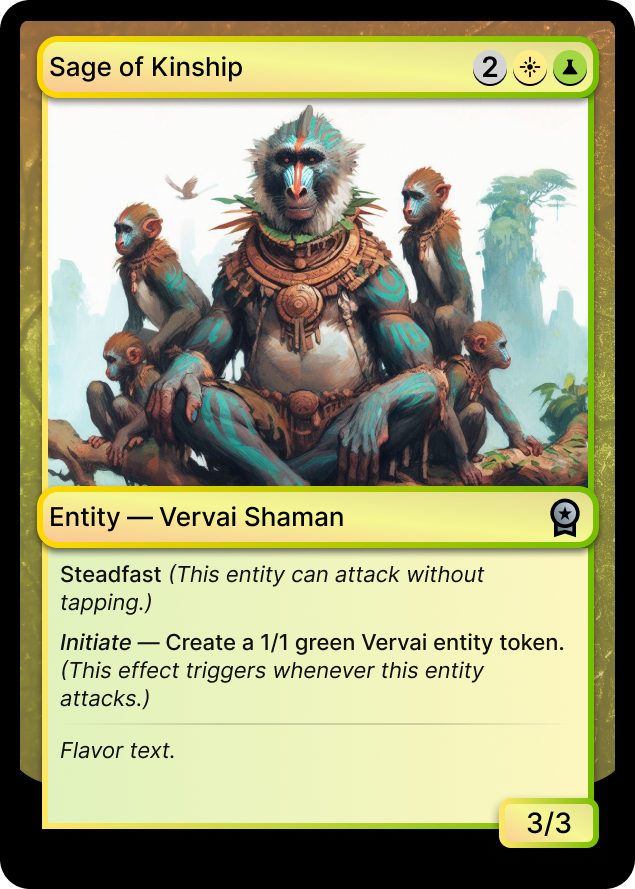 Sage of Kinship 2
Entity — Vervai Shaman
Steadfast (This entity can attack without
tapping.)
Initiate — Create a 1/1 green Vervai entity token.
(This effect triggers whenever this entity
attacks.)
Flavor text.
3/3